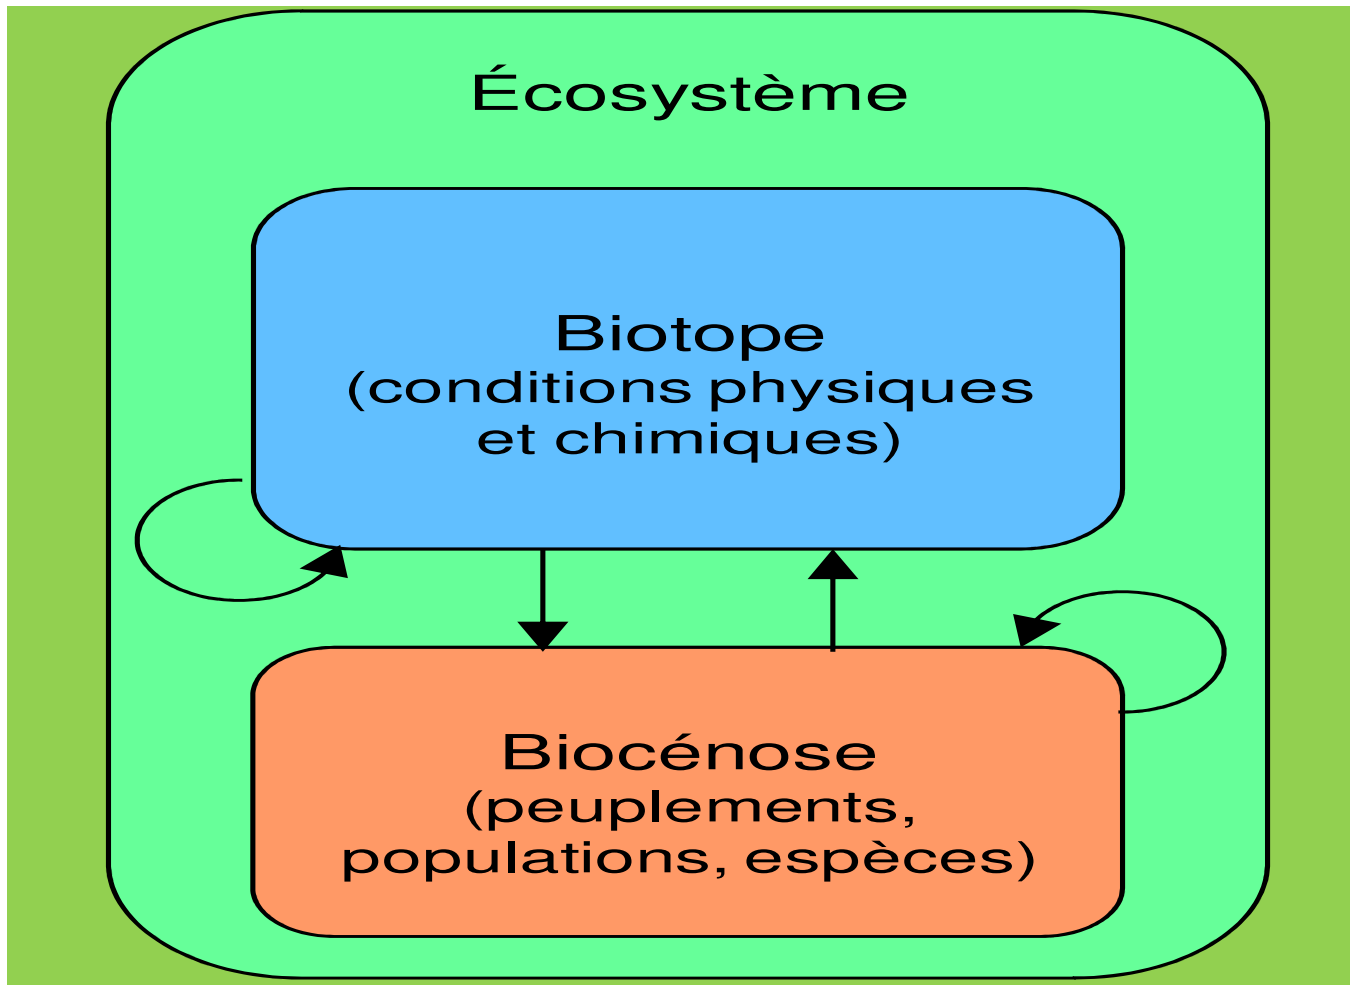 Écosystème
Biotope
(conditions physiques
et chimiques)
Biocénose
(peuplements,
populations, espèces)